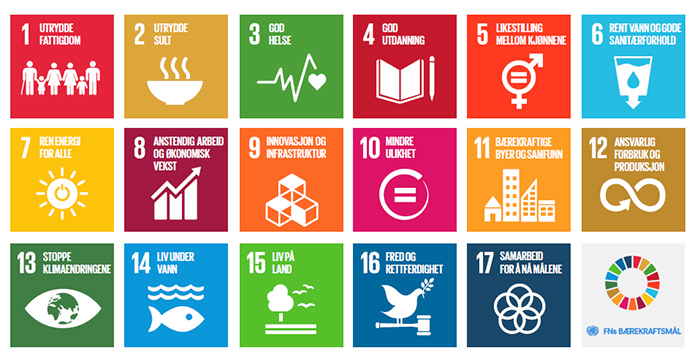 1 UTRYDDE
FATTIGDOM
2 UTRYDDE
SULT
3 GOD
HELSE
4 GOD
UTDANNING
5 LIKESTILLING
MELLOM KJØNNENE
6 RENT VANN OG GODE
SANITÆRFORHOLD
7 REN ENERGI
FOR ALLE
8 ANSTENDIG ARBEID
OG ØKONOMISK
VEKST
9 INNOVASJON OG
INFRASTRUKTUR
10 MINDRE
ULIKHET
11 BÆREKRAFTIGE
BYER OG SAMFUNN
12 ANSVARLIG
FORBRUK OG
PRODUKSJON
13 STOPPE
KLIMAENDRINGENE
14 LIV UNDER
VANN
15 LIV PÅ
LAND
16 FRED OG
RETTFERDIGHET
17 SAMARBEID
FOR Å NÅ MÅLENE
FNs BÆREKRAFTSMÅL